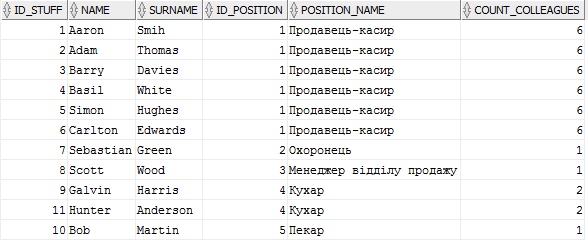 ID_STUFF NAME SURNAME ID_POSITION POSITION_NAME COUNT_COLLEAGUES
1 Aaron Smih 1 Продавець-касир 6
2 Adam Thomas 1 Продавець-касир 6
3 Barry Davies 1 Продавець-касир 6
4 Basil White 1 Продавець-касир 6
5 Simon Hughes 1 Продавець-касир 6
6 Carlton Edwards 1 Продавець-касир 6
7 Sebastian Green 2 Охоронець 1
8 Scott Wood 3 Менеджер відділу продажу 1
9 Galvin Harris 4 Кухар 2
11 Hunter Anderson 4 Кухар 2
10 Bob Martin 5 Пекар 1